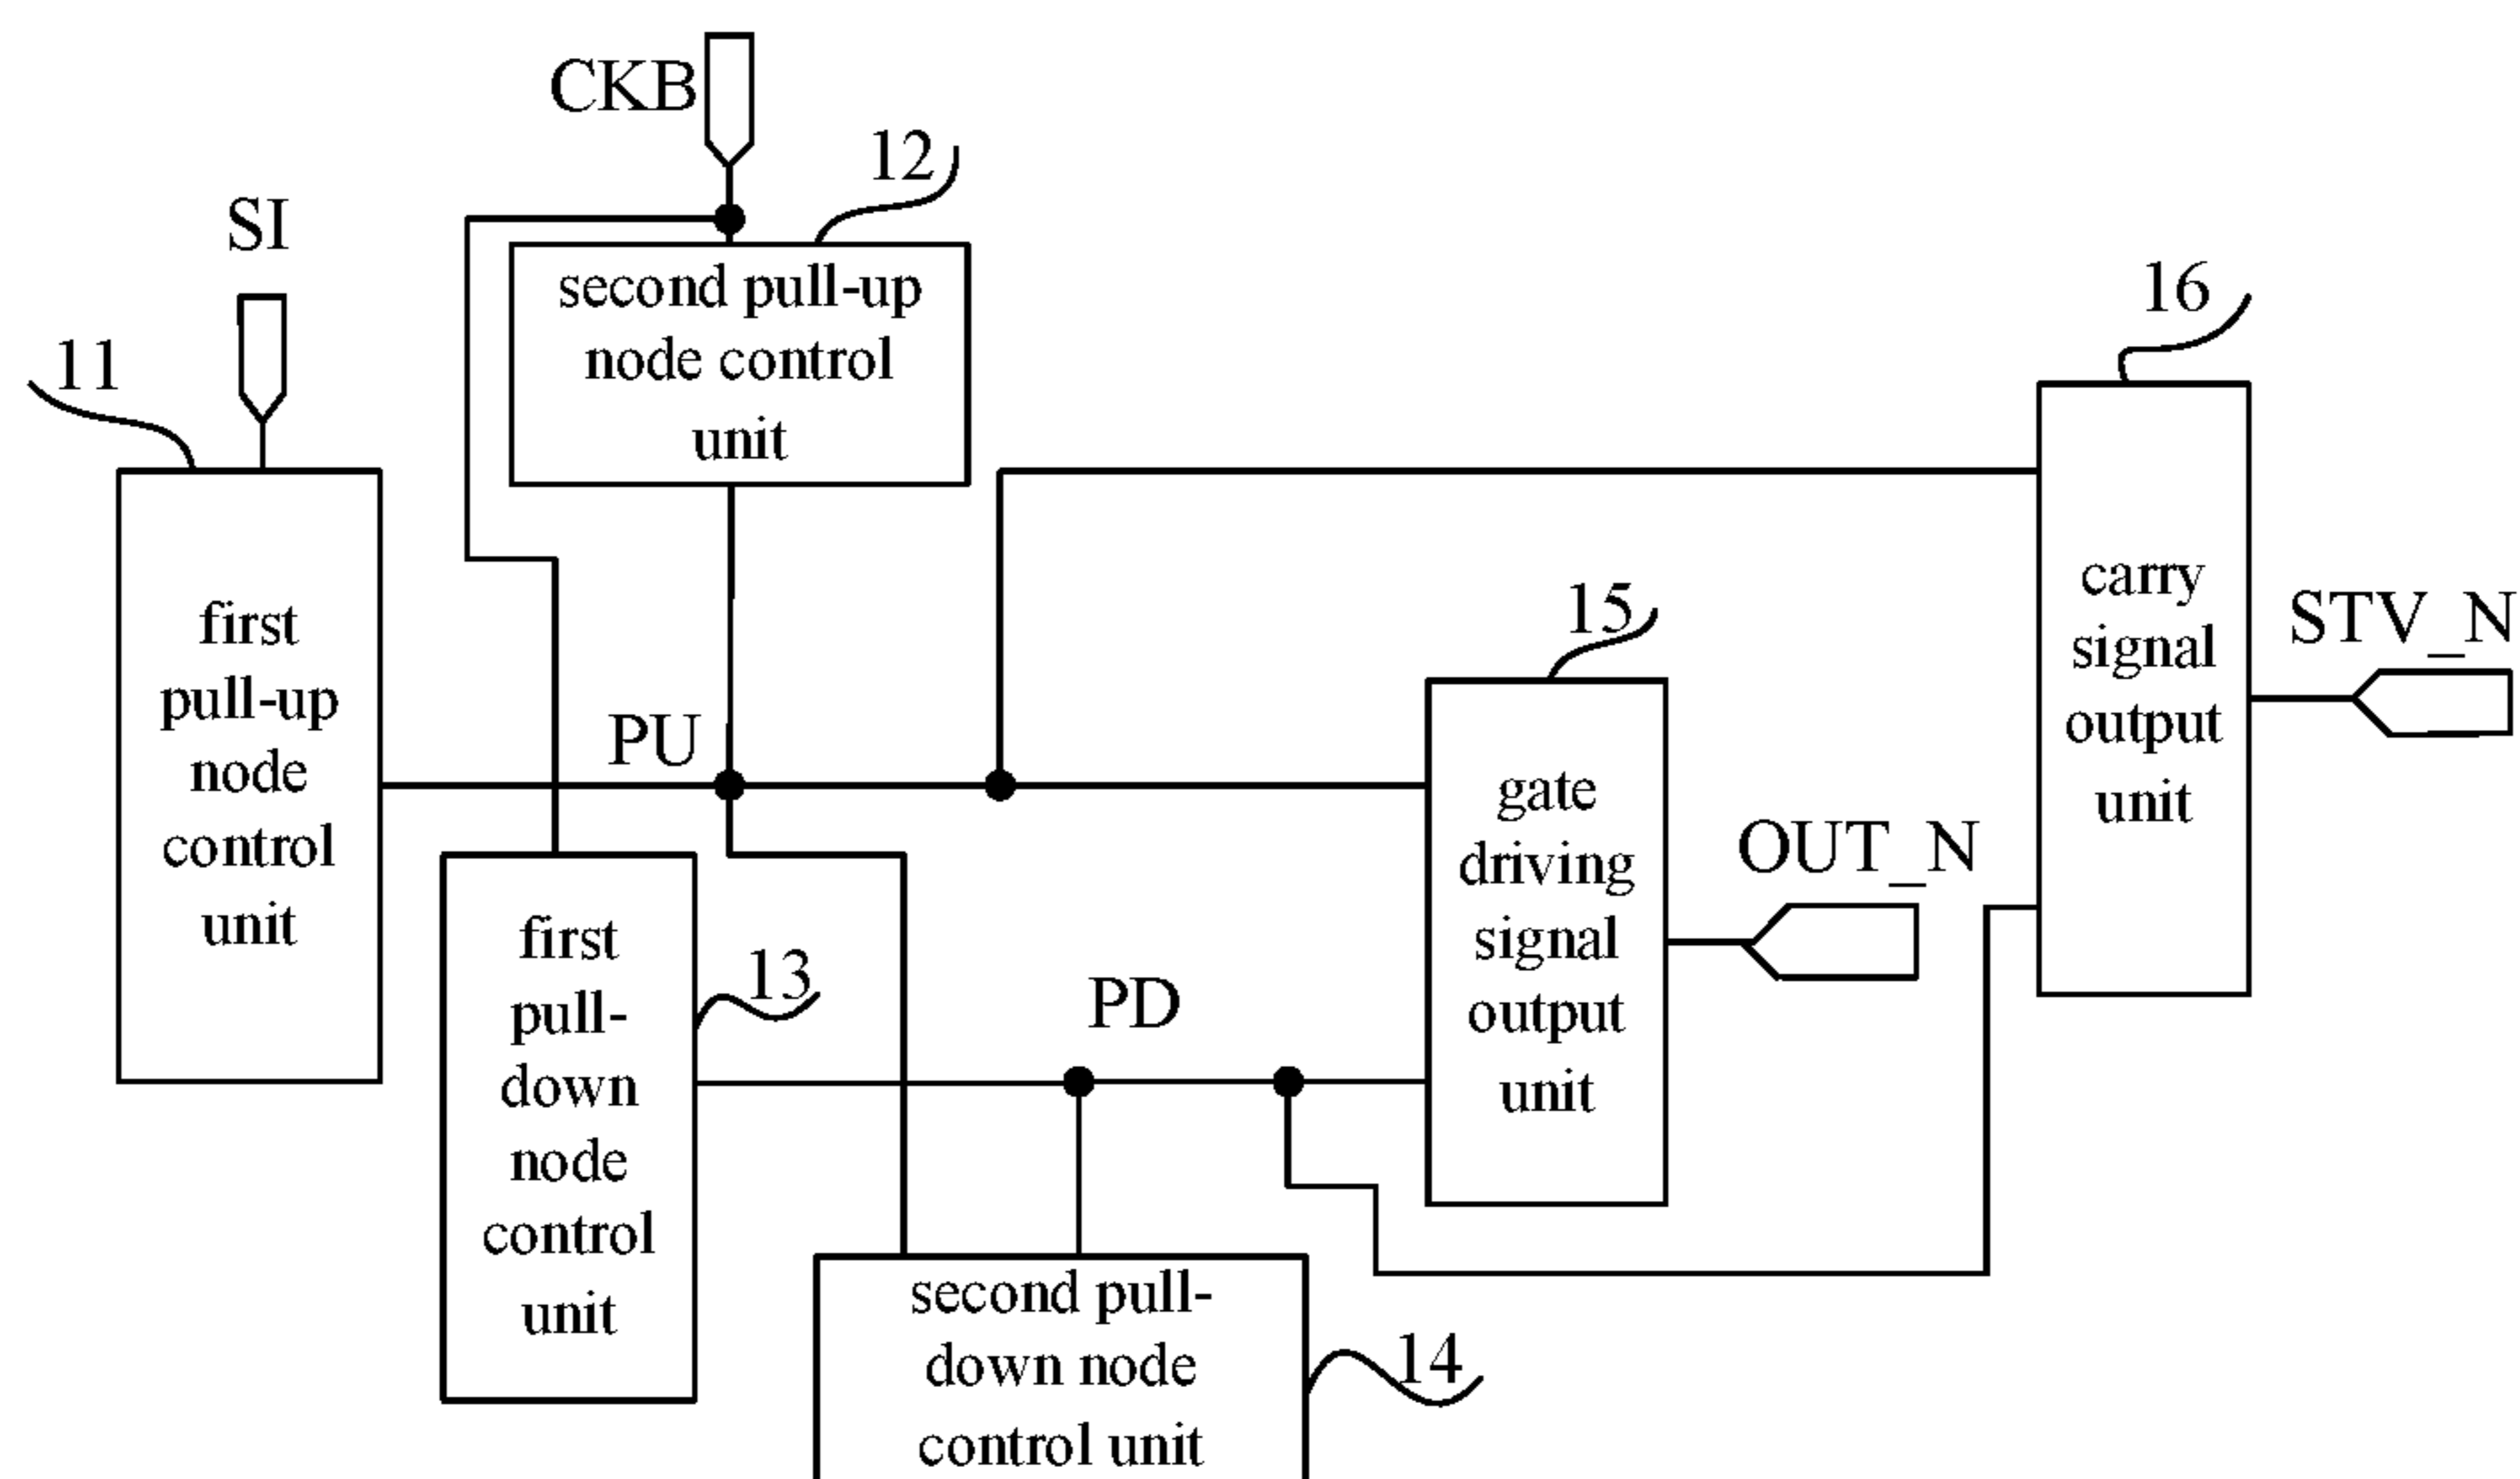 CKB
12
SI
second pull-up
node control
unit
16
11
first
pull-up
node
control
unit
carry
signal
output
unit
STV_N
15
PU
gate
driving
signal
output
unit
OUT_N
first
pull-
down
node
control
unit
13
PD
second pull-
down node
control unit
14